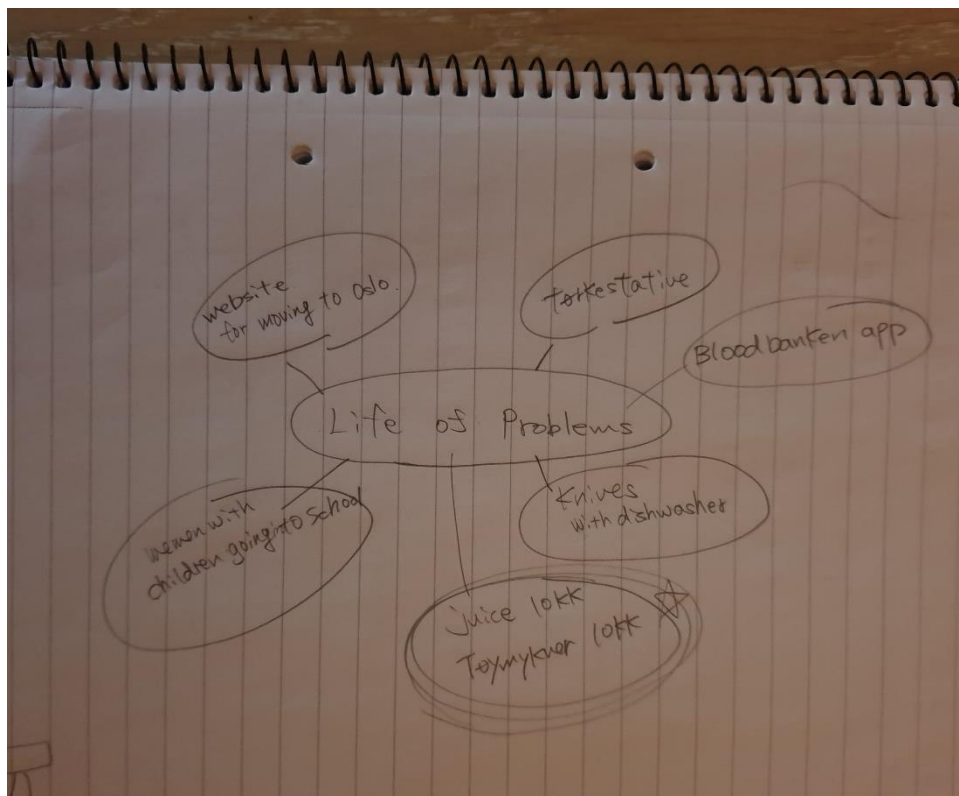 website
for moving to Oslo.
tørkestative
Bloodbanken app
Life of Problems
women with
children going to school
Knives
with dishwasher
juice lokk
Tøymykner lokk